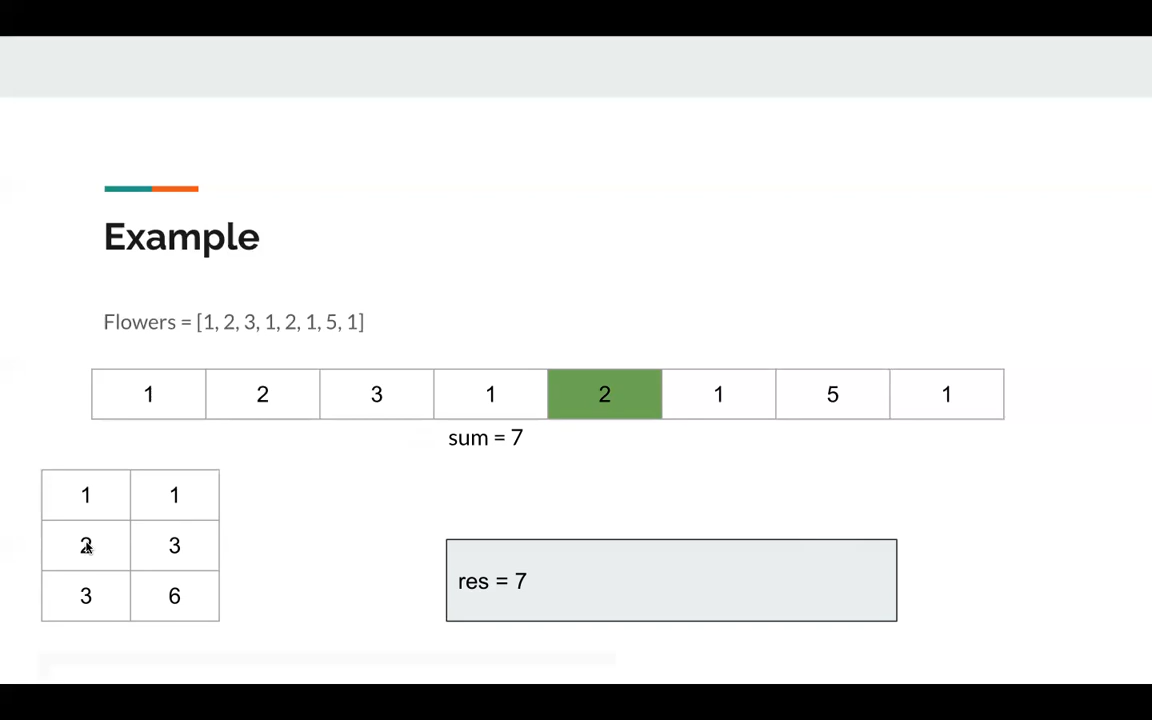 Example
Flowers = [1, 2, 3, 1, 2, 1, 5, 1]
1 2 3 1 2 1 5 1
sum = 7
1 1
2 3
3 6
res = 7